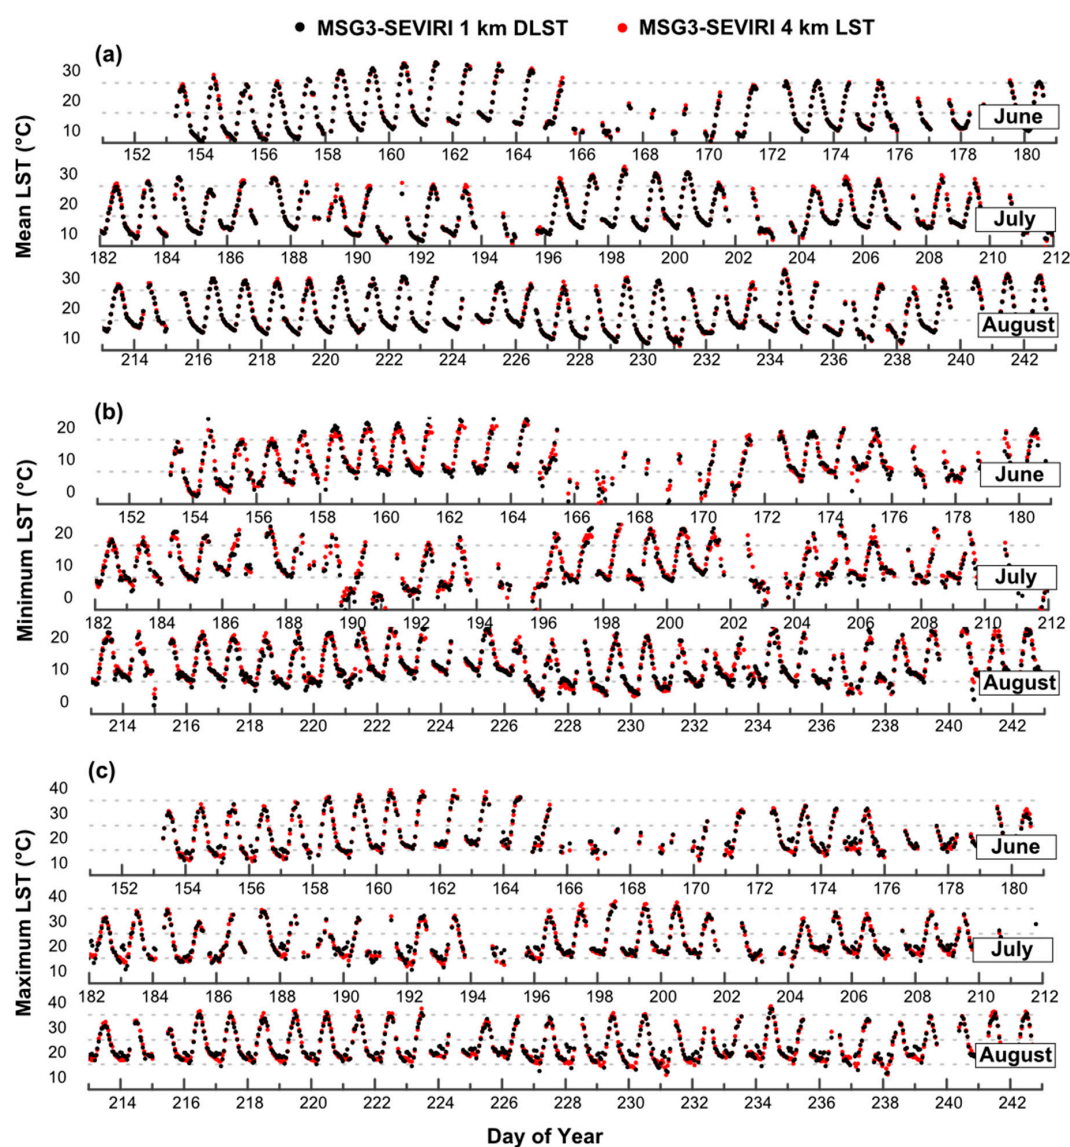 MSG3-SEVIRI 1 km DLST MSG3-SEVIRI 4 km LST
(a)
Mean LST (°C)
30
20
10
June
152 154 156 158 160 162 164 166 168 170 172 174 176 178 180
30
20
10
July
182 184 186 188 190 192 194 196 198 200 202 204 206 208 210 212
30
20
10
August
214 216 218 220 222 224 226 228 230 232 234 236 238 240 242
(b)
Minimum LST (°C)
20
10
0
June
152 154 156 158 160 162 164 166 168 170 172 174 176 178 180
20
10
0
July
182 184 186 188 190 192 194 196 198 200 202 204 206 208 210 212
20
10
0
August
214 216 218 220 222 224 226 228 230 232 234 236 238 240 242
(c)
Maximum LST (°C)
40
30
20
10
June
152 154 156 158 160 162 164 166 168 170 172 174 176 178 180
40
30
20
10
July
182 184 186 188 190 192 194 196 198 200 202 204 206 208 210 212
40
30
20
10
August
214 216 218 220 222 224 226 228 230 232 234 236 238 240 242
Day of Year